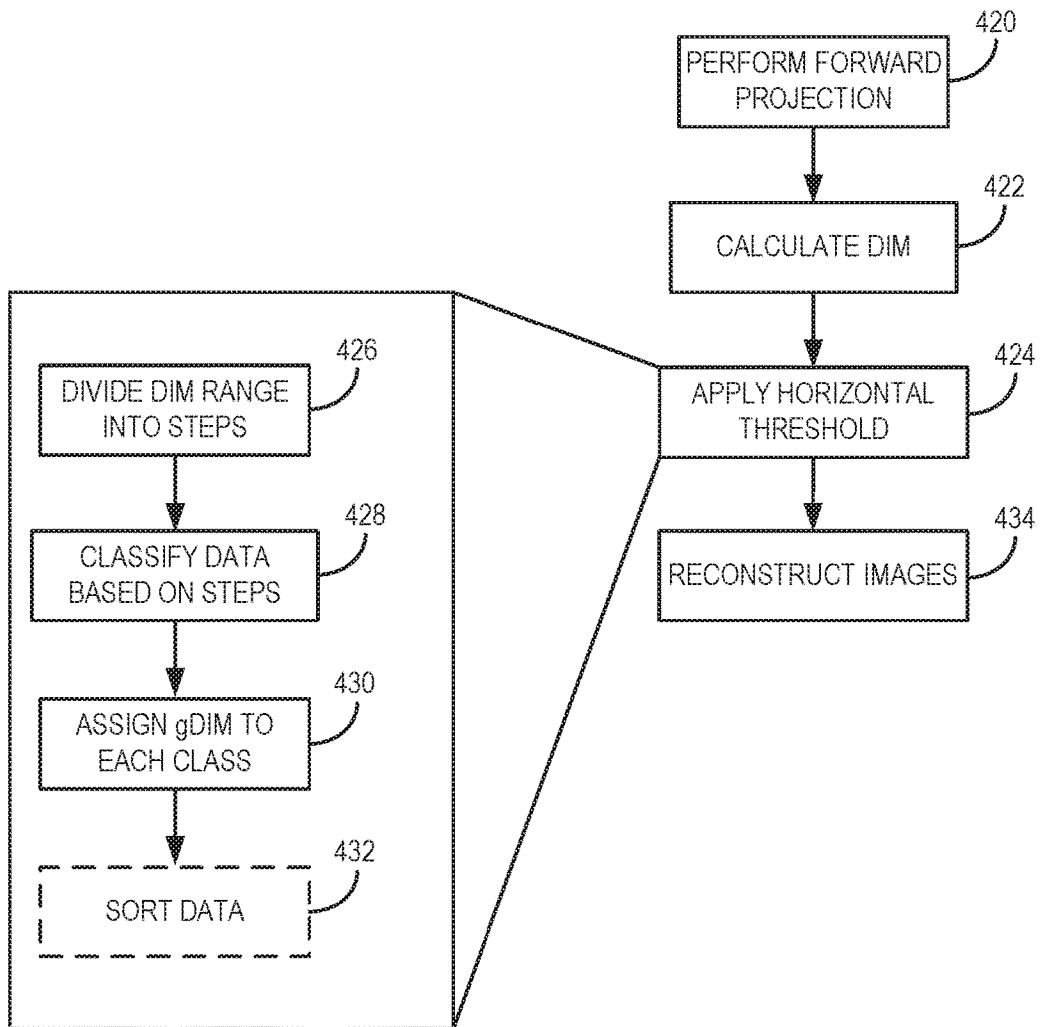 420
PERFORM FORWARD
PROJECTION
422
CALCULATE DIM
424
APPLY HORIZONTAL
THRESHOLD
434
RECONSTRUCT IMAGES
426
DIVIDE DIM RANGE
INTO STEPS
428
CLASSIFY DATA
BASED ON STEPS
430
ASSIGN gDIM TO
EACH CLASS
432
SORT DATA